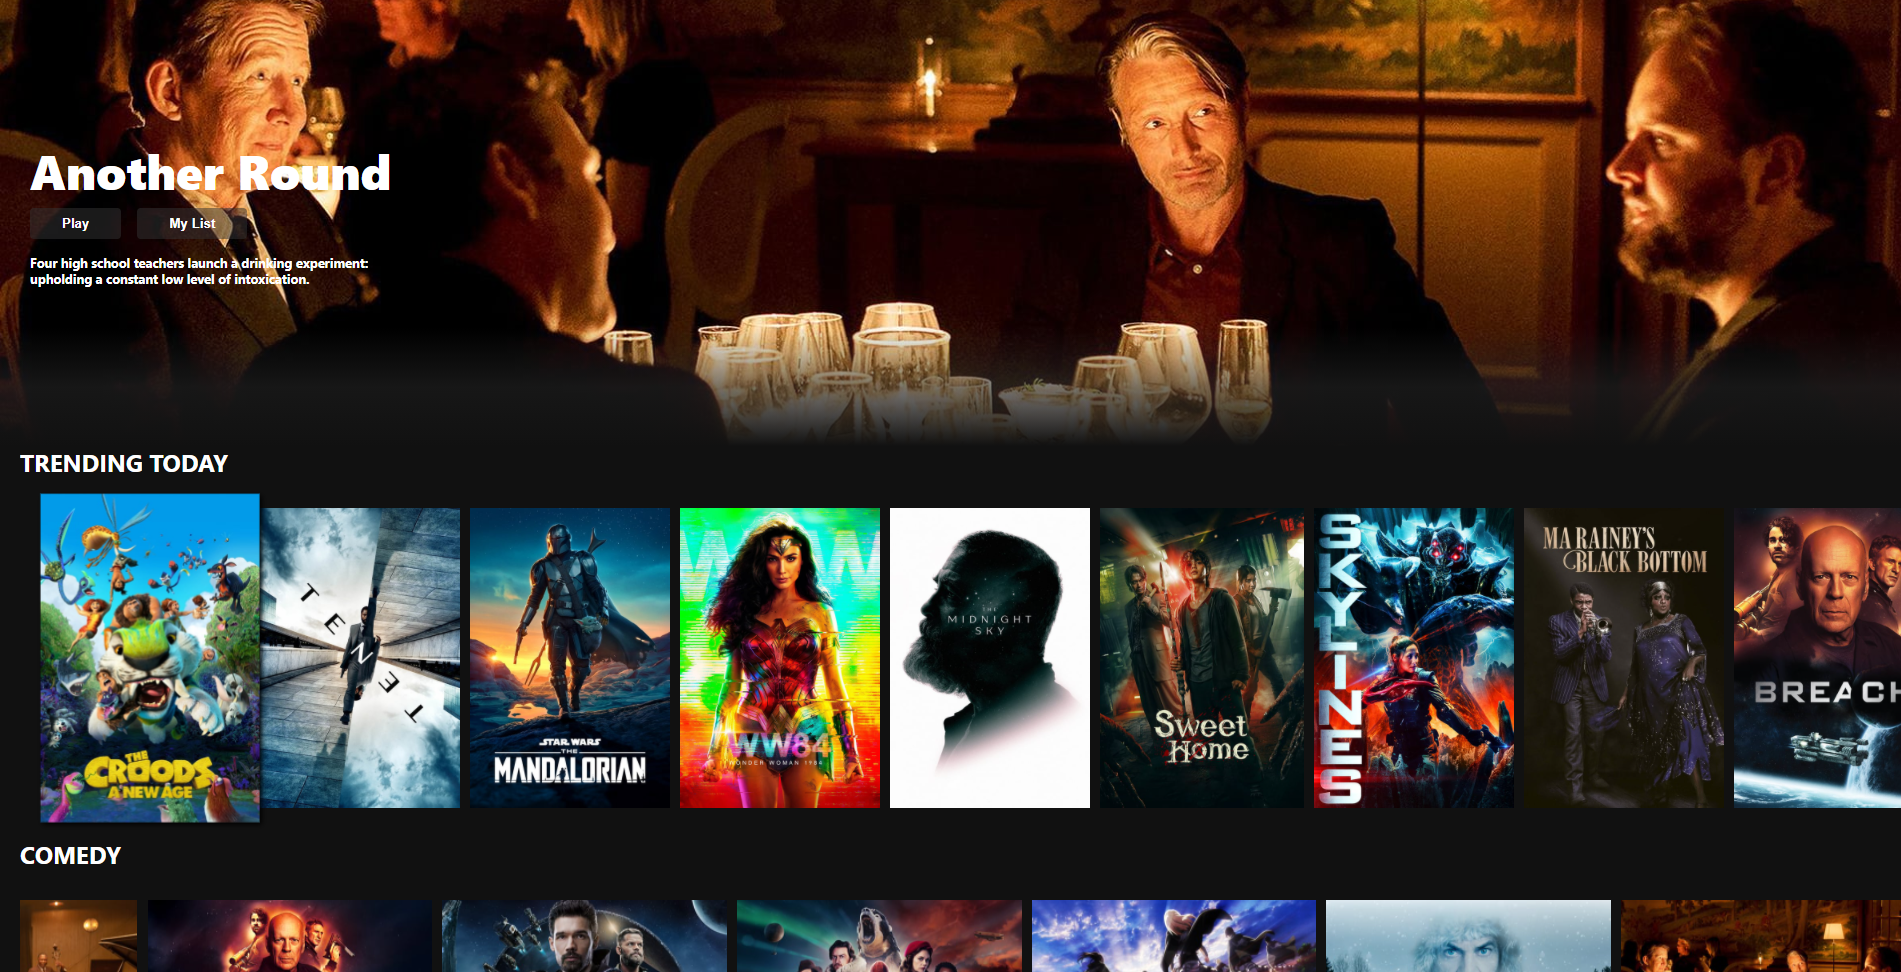 Another Round
Play
My List
Four high school teachers launch a drinking experiment:
upholding a constant low level of intoxication.
TRENDING TODAY
THE
CROODS
A NEW AGE
TENET
STAR WARS
THE
MANDALORIAN
WW84
WONDER WOMAN 1984
THE
MIDNIGHT
SKY
Sweet
Home
SKYLINES
MA RAINEY'S
BLACK BOTTOM
BREACH
COMEDY